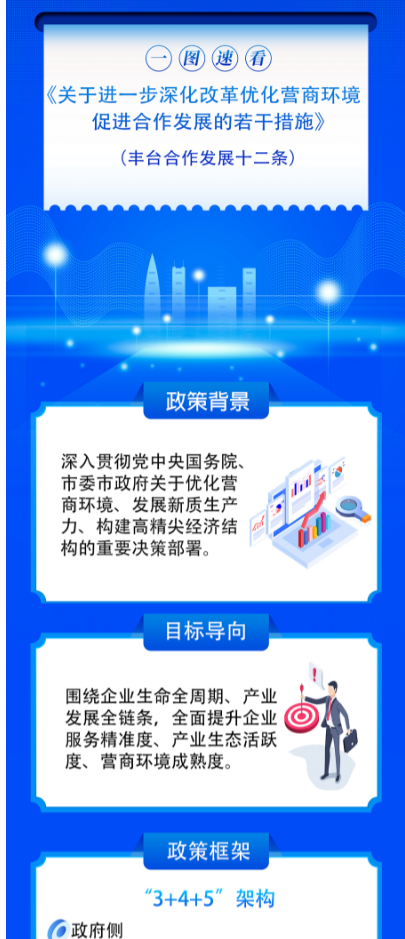 一图速看
《关于进一步深化改革优化营商环境
促进合作发展的若干措施》
（丰台合作发展十二条）
政策背景
深入贯彻党中央国务院、
市委市政府关于优化营
商环境、发展新质生产
力、构建高精尖经济结
构的重要决策部署。
目标导向
围绕企业生命全周期、产业
发展全链条，全面提升企业
服务精准度、产业生态活跃
度、营商环境成熟度。
政策框架
“3+4+5”架构
政府侧